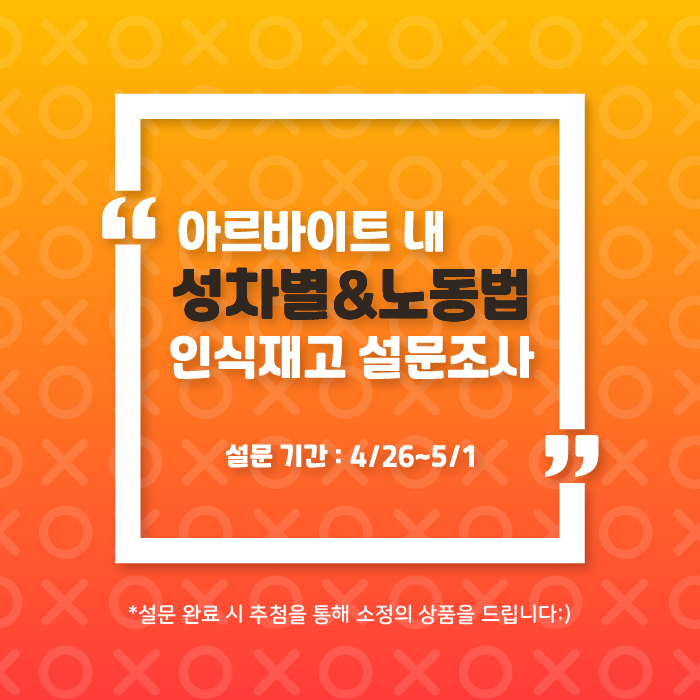 아르바이트 내
성차별&노동법
인식재고 설문조사
설문 기간 : 4/26~5/1
*설문 완료 시 추첨을 통해 소정의 상품을 드립니다:)